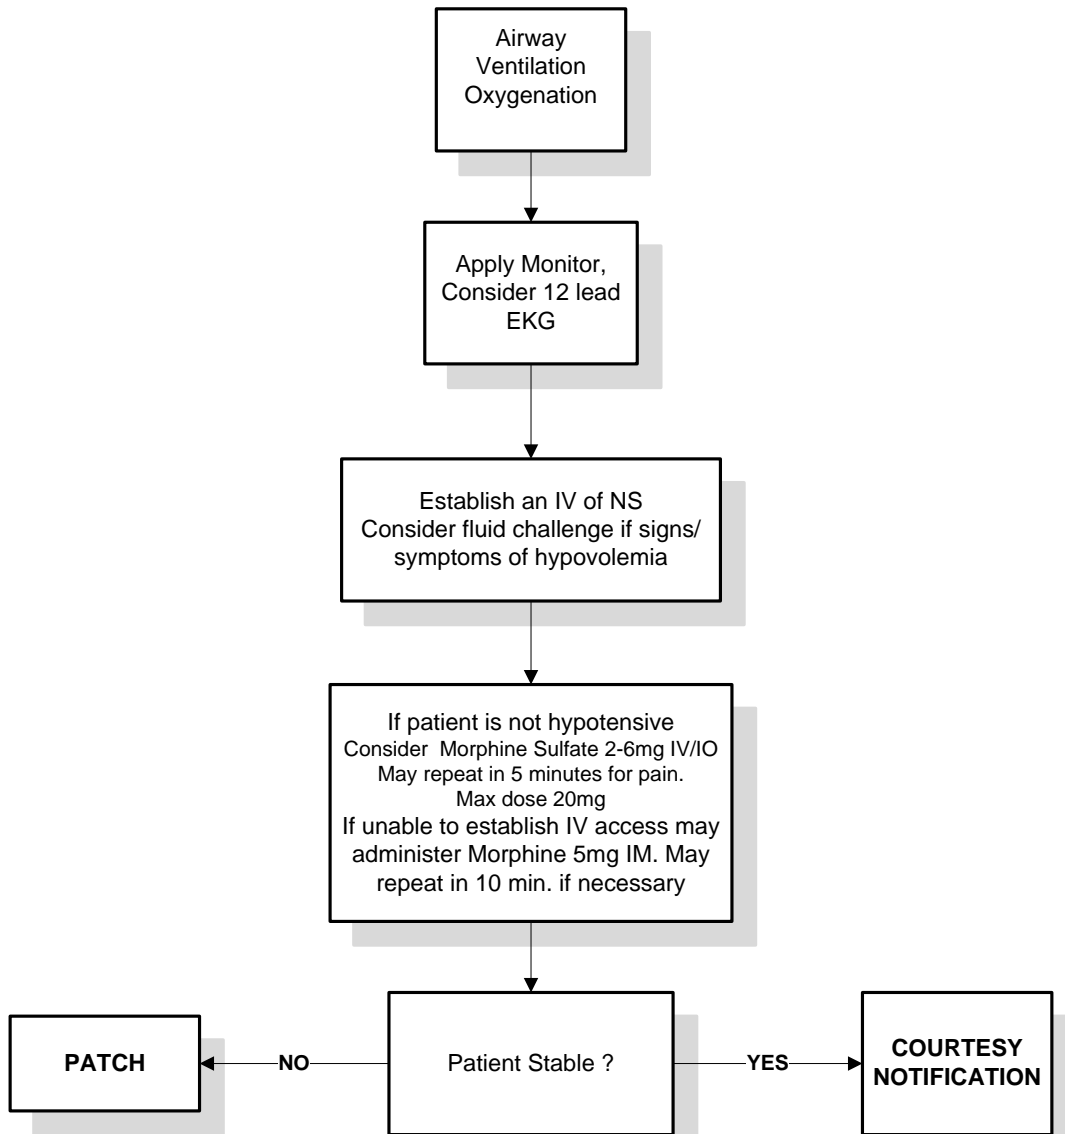 Airway
Ventilation
Oxygenation
Apply Monitor,
Consider 12 lead
EKG
Establish an IV of NS
Consider fluid challenge if signs/
symptoms of hypovolemia
If patient is not hypotensive
Consider Morphine Sulfate 2-6mg IV/IO
May repeat in 5 minutes for pain.
Max dose 20mg
If unable to establish IV access may
administer Morphine 5mg IM. May
repeat in 10 min. if necessary
PATCH
NO
Patient Stable ?
YES
COURTESY
NOTIFICATION